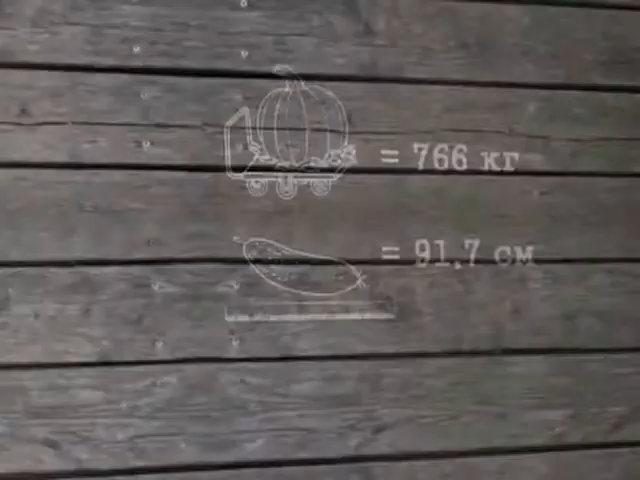 = 766 кг
= 91.7 см